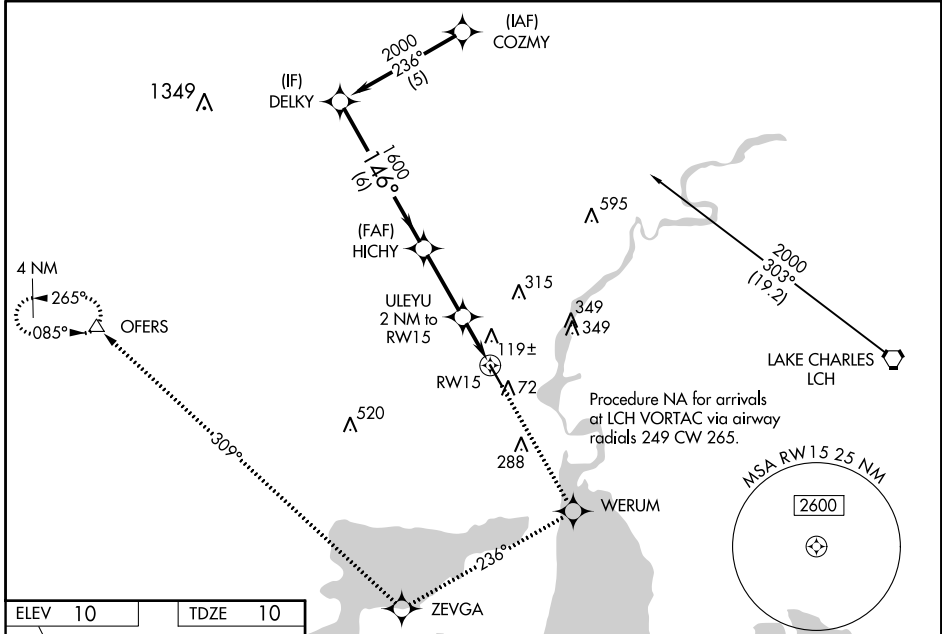 (IAF)
COZMY
2000
236°
(5)
(IF)
DELKY
1349
1600
146°
(6)
595
(FAF)
HICHY
2000
303°
(19.2)
4 NM
265°
085°
OFERS
315
ULEYU
2 NM to
RW15
349
349
119±
LAKE CHARLES
LCH
RW15
72
Procedure NA for arrivals
at LCH VORTAC via airway
radials 249 CW 265.
520
309°
288
MSA RW15 25 NM
2600
WERUM
236°
ZEVGA
ELEV 10
TDZE 10